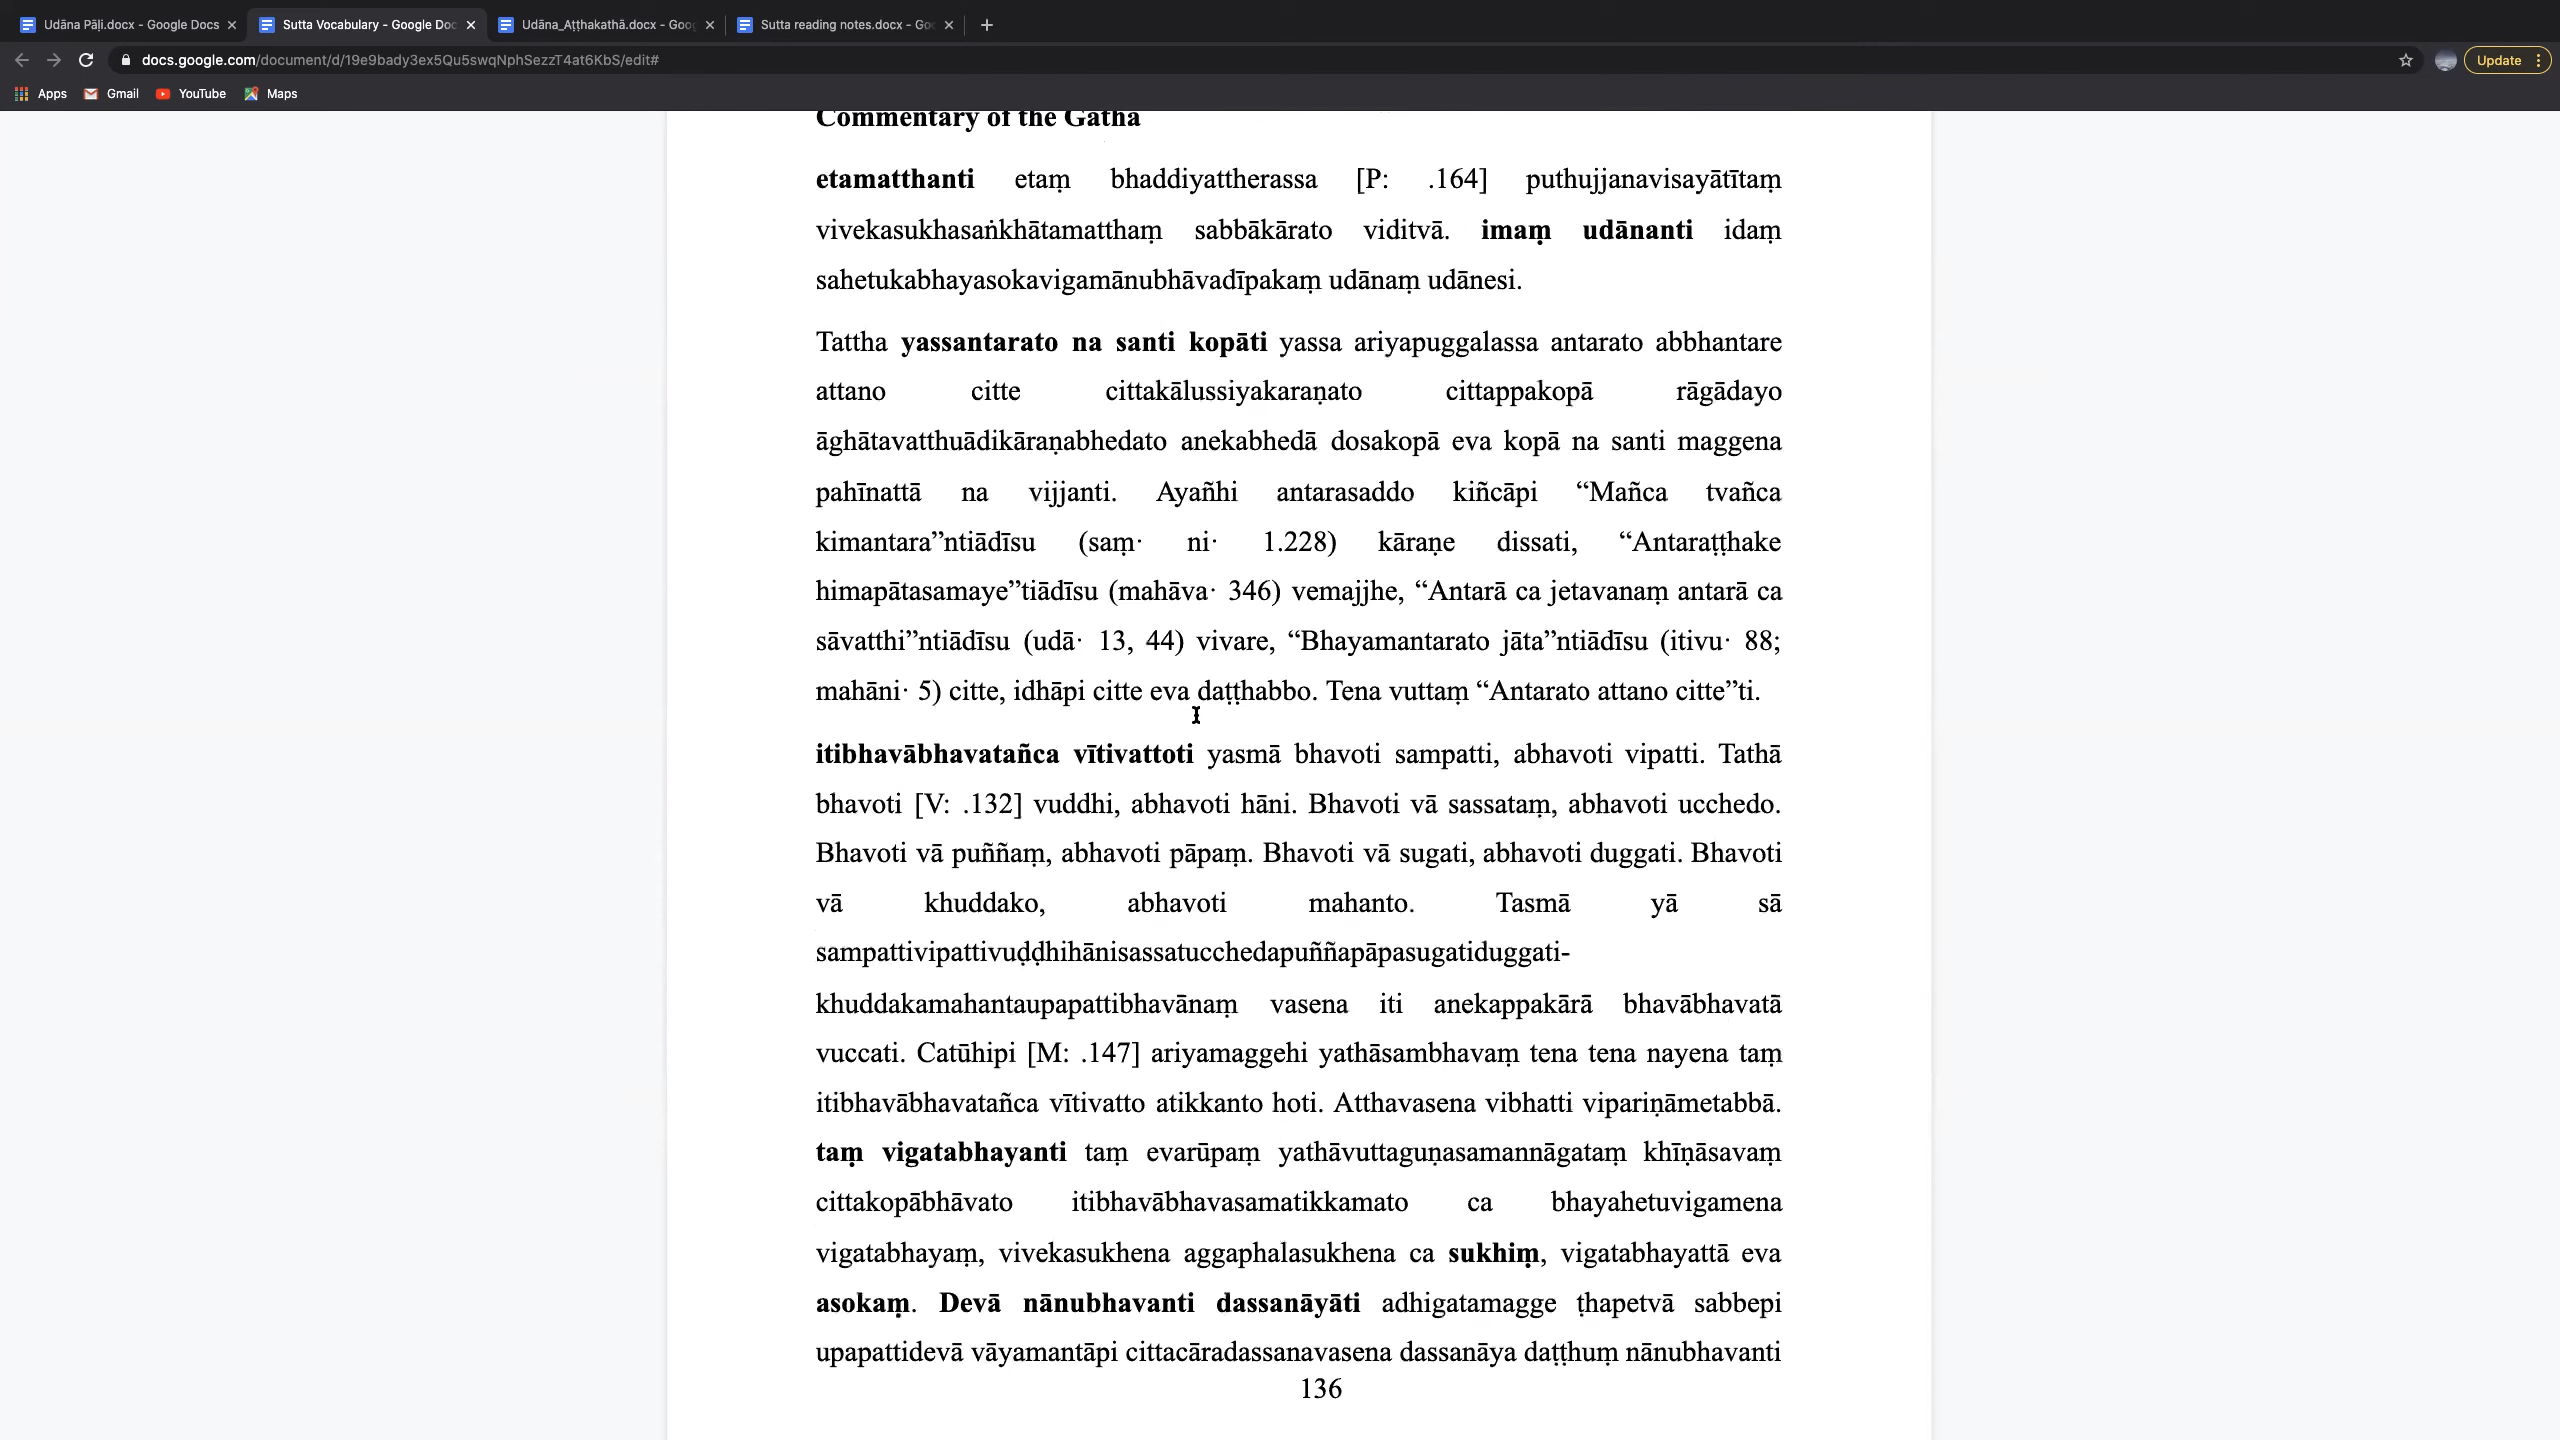 Udāna Pāḷi.docx - Google Docs
Sutta Vocabulary - Google Doc
Udāna_Aṭṭhakathā.docx - Goog
Sutta reading notes.docx - Go
docs.google.com/document/d/19e9bady3ex5Qu5swqNphSezzT4at6KbS/edit#
Update
Apps Gmail YouTube Maps
Commentary of the Gāthā
etamatthanti etaṃ bhaddiyattherassa [P: .164] puthujjanavisayātītaṃ
vivekasukhasaṅkhātamatthaṃ sabbākārato viditvā. imaṃ udānanti idaṃ
sahetukabhayasokavigamānubhāvadīpakaṃ udānaṃ udānesi.
Tattha yassantarato na santi kopāti yassa ariyapuggalassa antarato abbhantare
attano citte cittakālussiyakaraṇato cittappakopā rāgādayo
āghātavatthuādikāraṇabhedato anekabhedā dosakopā eva kopā na santi maggena
pahīnattā na vijjanti. Ayañhi antarasaddo kiñcāpi “Mañca tvañca
kimantara”ntiādīsu (saṃ· ni· 1.228) kāraṇe dissati, “Antaraṭṭhake
himapātasamaye”tiādīsu (mahāva· 346) vemajjhe, “Antarā ca jetavanaṃ antarā ca
sāvatthi”ntiādīsu (udā· 13, 44) vivare, “Bhayamantarato jāta”ntiādīsu (itivu· 88;
mahāni· 5) citte, idhāpi citte eva daṭṭhabbo. Tena vuttaṃ “Antarato attano citte”ti.
itibhavābhavatañca vītivattoti yasmā bhavoti sampatti, abhavoti vipatti. Tathā
bhavoti [V: .132] vuddhi, abhavoti hāni. Bhavoti vā sassataṃ, abhavoti ucchedo.
Bhavoti vā puññaṃ, abhavoti pāpaṃ. Bhavoti vā sugati, abhavoti duggati. Bhavoti
vā khuddako, abhavoti mahanto. Tasmā yā sā
sampattivipattivuḍḍhihānisassatucchedapuññapāpasugatiduggati-
khuddakamahantaupapattibhavānaṃ vasena iti anekappakārā bhavābhavatā
vuccati. Catūhipi [M: .147] ariyamaggehi yathāsambhavaṃ tena tena nayena taṃ
itibhavābhavatañca vītivatto atikkanto hoti. Atthavasena vibhatti vipariṇāmetabbā.
taṃ vigatabhayanti taṃ evarūpaṃ yathāvuttaguṇasamannāgataṃ khīṇāsavaṃ
cittakopābhāvato itibhavābhavasamatikkamato ca bhayahetuvigamena
vigatabhayaṃ, vivekasukhena aggaphalasukhena ca sukhiṃ, vigatabhayattā eva
asokaṃ. Devā nānubhavanti dassanāyāti adhigatamagge ṭhapetvā sabbepi
upapattidevā vāyamantāpi cittacāradassanavasena dassanāya daṭṭhuṃ nānubhavanti
136